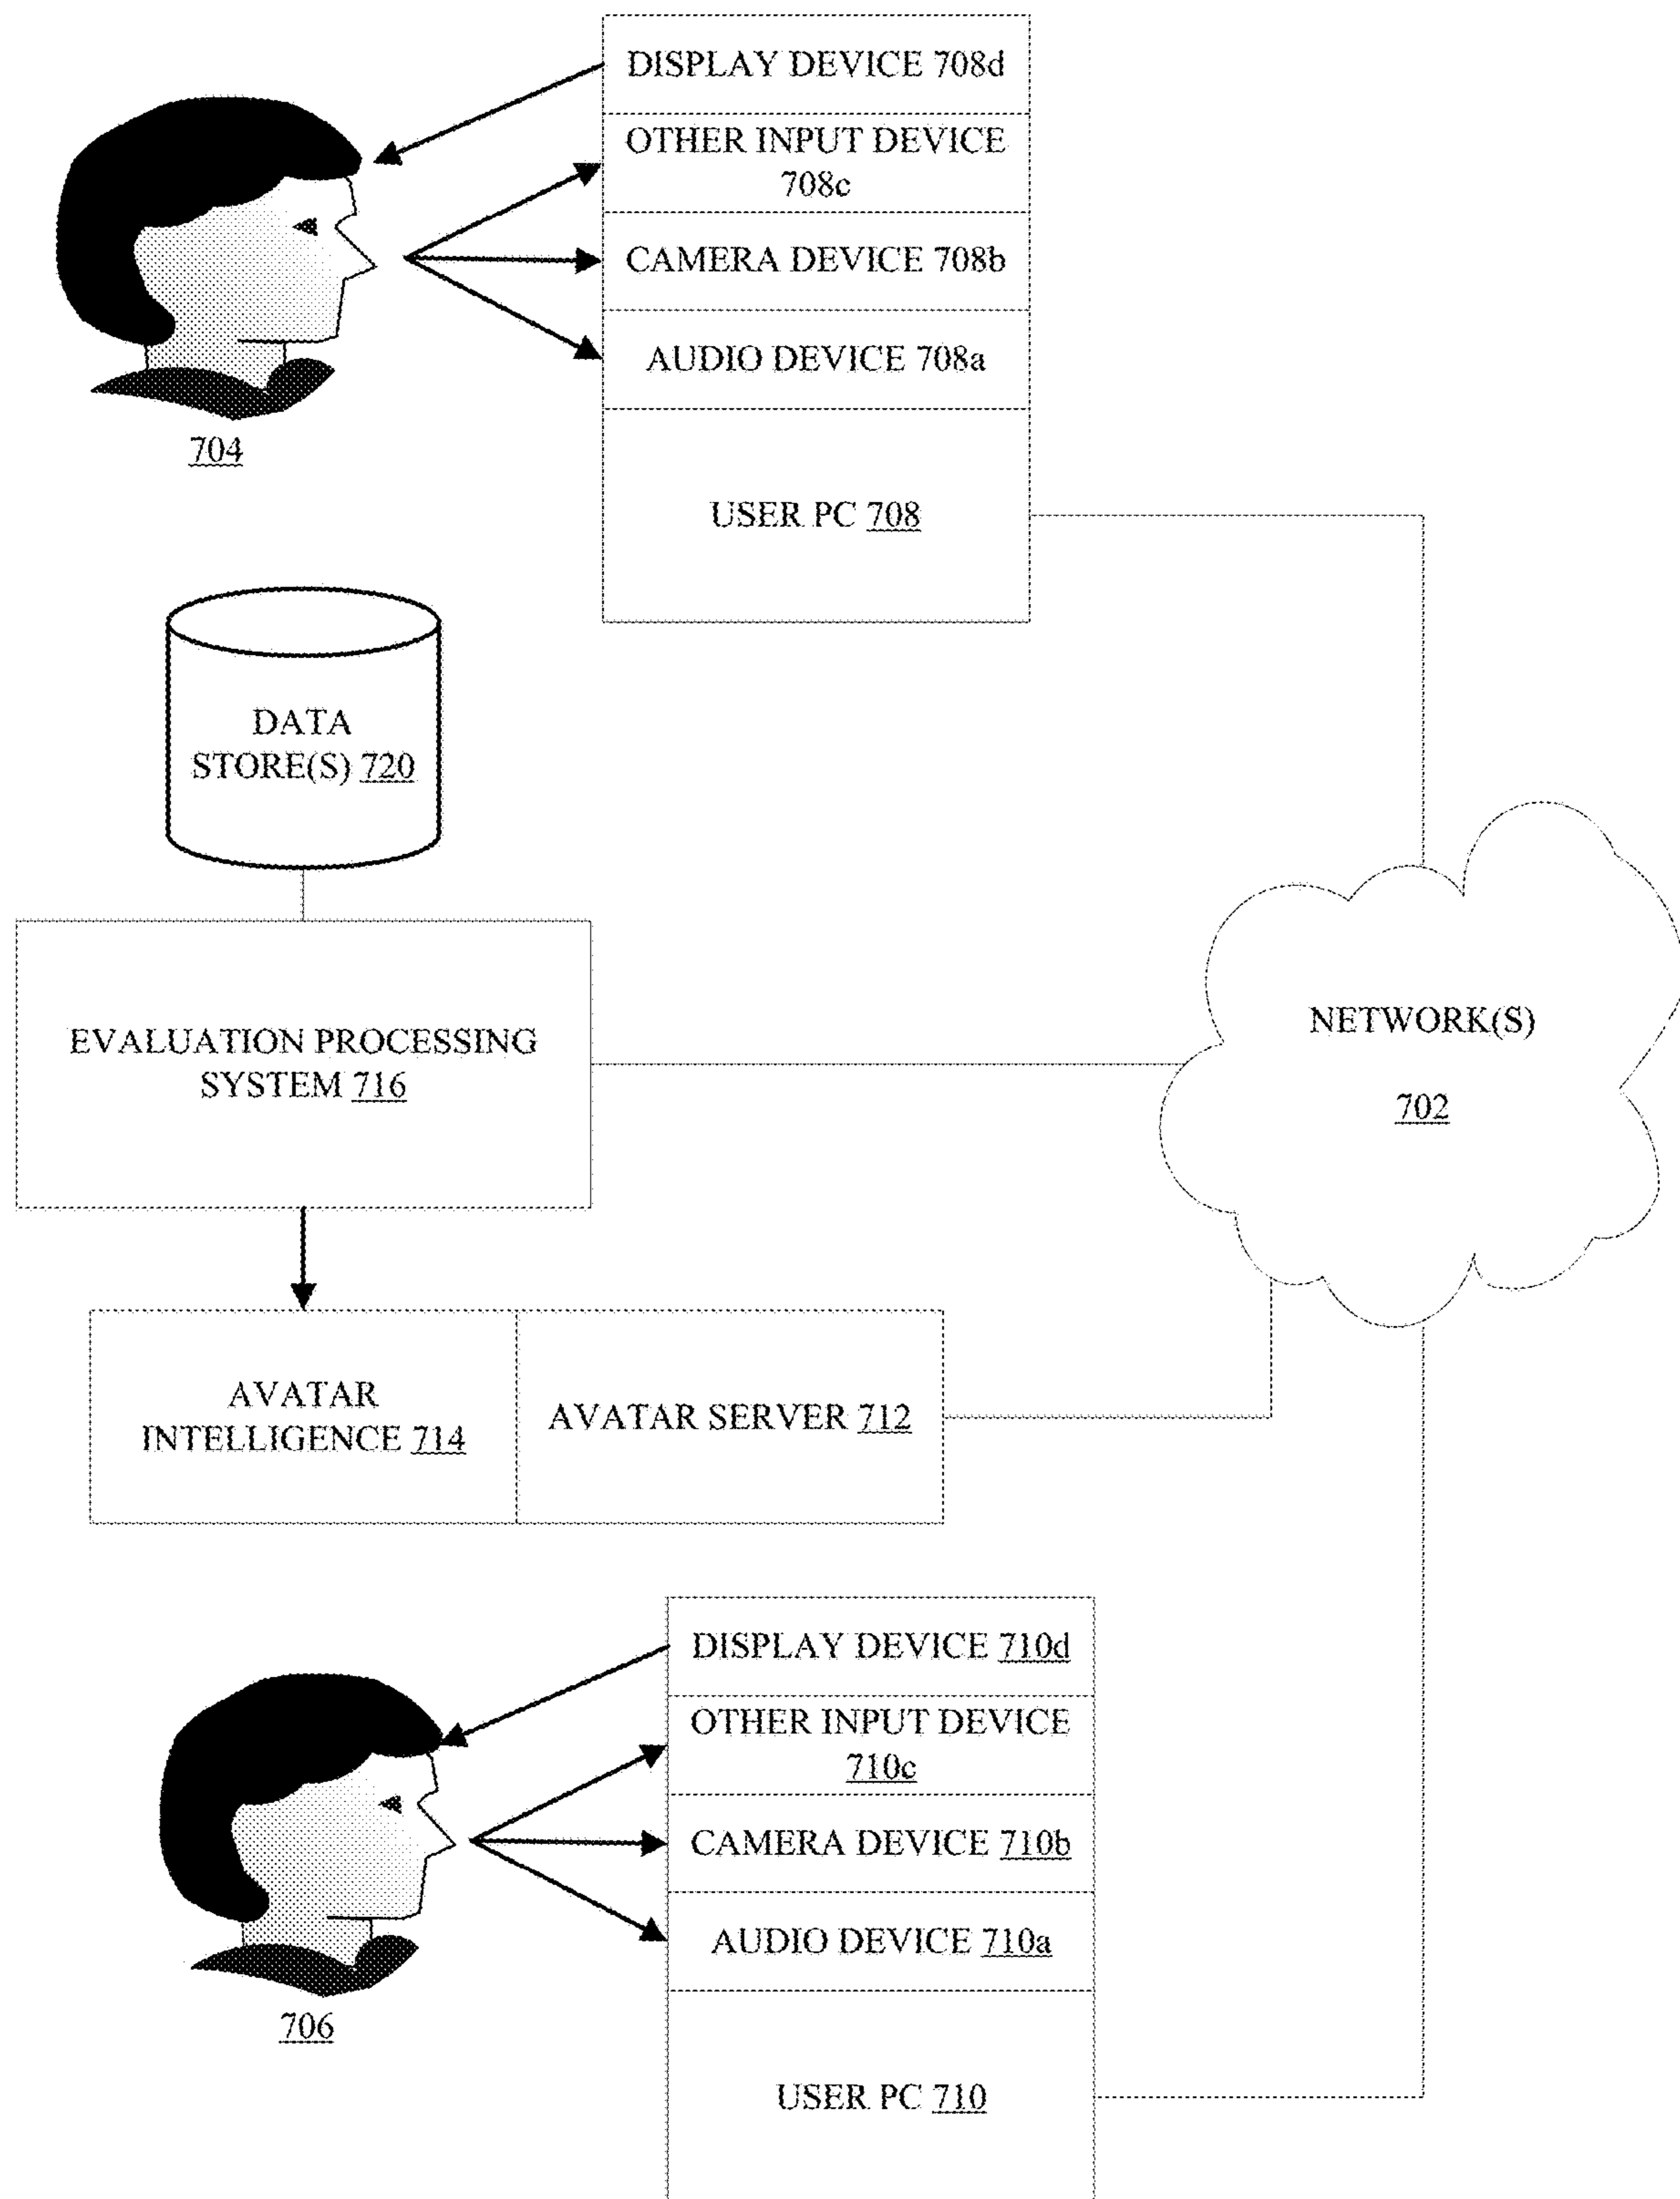 DISPLAY DEVICE 708d
OTHER INPUT DEVICE
708c
CAMERA DEVICE 708b
AUDIO DEVICE 708a
704
USER PC 708
DATA
STORE(S) 720
EVALUATION PROCESSING
SYSTEM 716
NETWORK(S)
702
AVATAR
INTELLIGENCE 714
AVATAR SERVER 712
DISPLAY DEVICE 710d
OTHER INPUT DEVICE
710c
CAMERA DEVICE 710b
AUDIO DEVICE 710a
706
USER PC 710